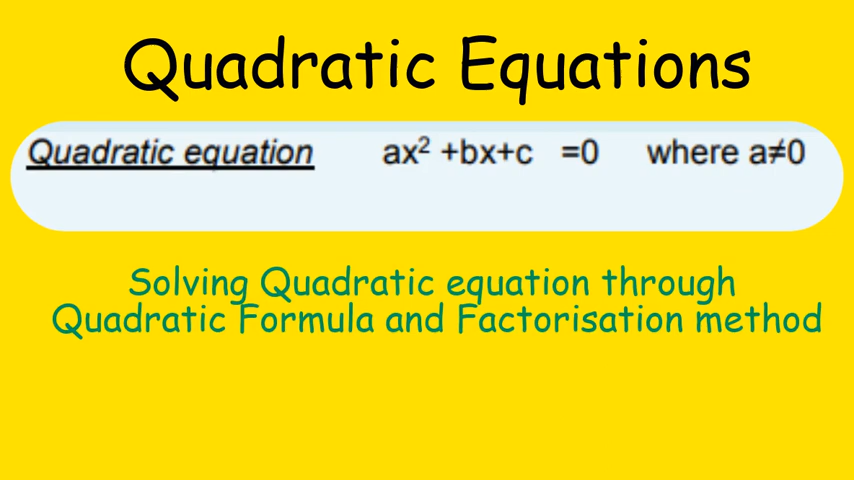 Quadratic Equations
Quadratic equation ax² +bx+c =0 where a≠0
Solving Quadratic equation through
Quadratic Formula and Factorisation method